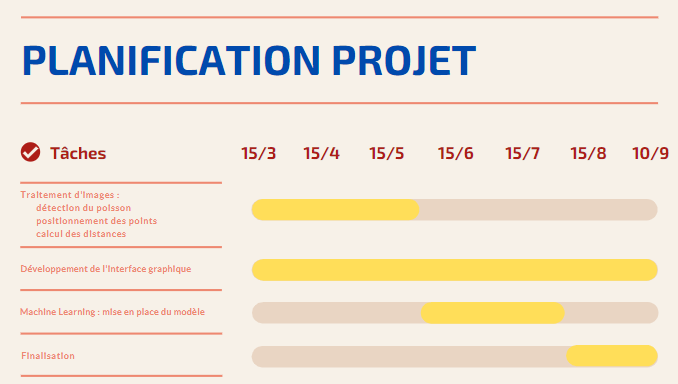 PLANIFICATION PROJET
Tâches 15/3 15/4 15/5 15/6 15/7 15/8 10/9
Traitement d'images :
détection du poisson
positionnement des points
calcul des distances
Développement de l'interface graphique
Machine Learning : mise en place du modèle
Finalisation